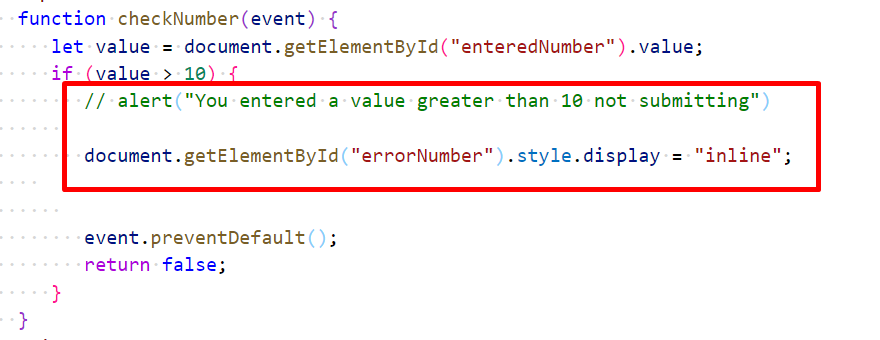 function checkNumber(event) {
let value = document.getElementById("enteredNumber").value;
if (value > 10) {
// alert("You entered a value greater than 10 not submitting")
document.getElementById("errorNumber").style.display = "inline";
event.preventDefault();
return false;
}
}